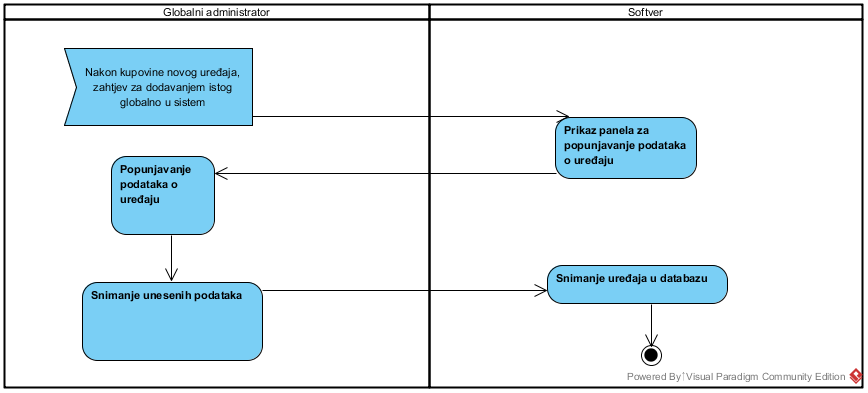 Globalni administrator
Softver
Nakon kupovine novog uređaja,
zahtjev za dodavanjem istog
globalno u sistem
Prikaz panela za
popunjavanje podataka
o uređaju
Popunjavanje
podataka o
uređaju
Snimanje unesenih podataka
Snimanje uređaja u databazu
Powered By Visual Paradigm Community Edition